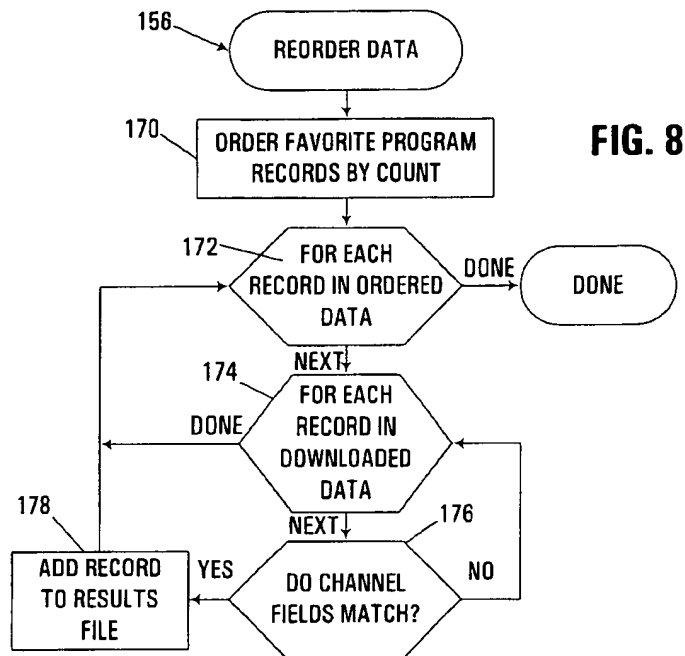 156
REORDER DATA
FIG. 8
170
ORDER FAVORITE PROGRAM
RECORDS BY COUNT
172
FOR EACH
RECORD IN ORDERED
DATA
DONE
DONE
NEXT
174
FOR EACH
RECORD IN
DOWNLOADED
DATA
DONE
NEXT
176
178
ADD RECORD
TO RESULTS
FILE
YES
DO CHANNEL
FIELDS MATCH?
NO